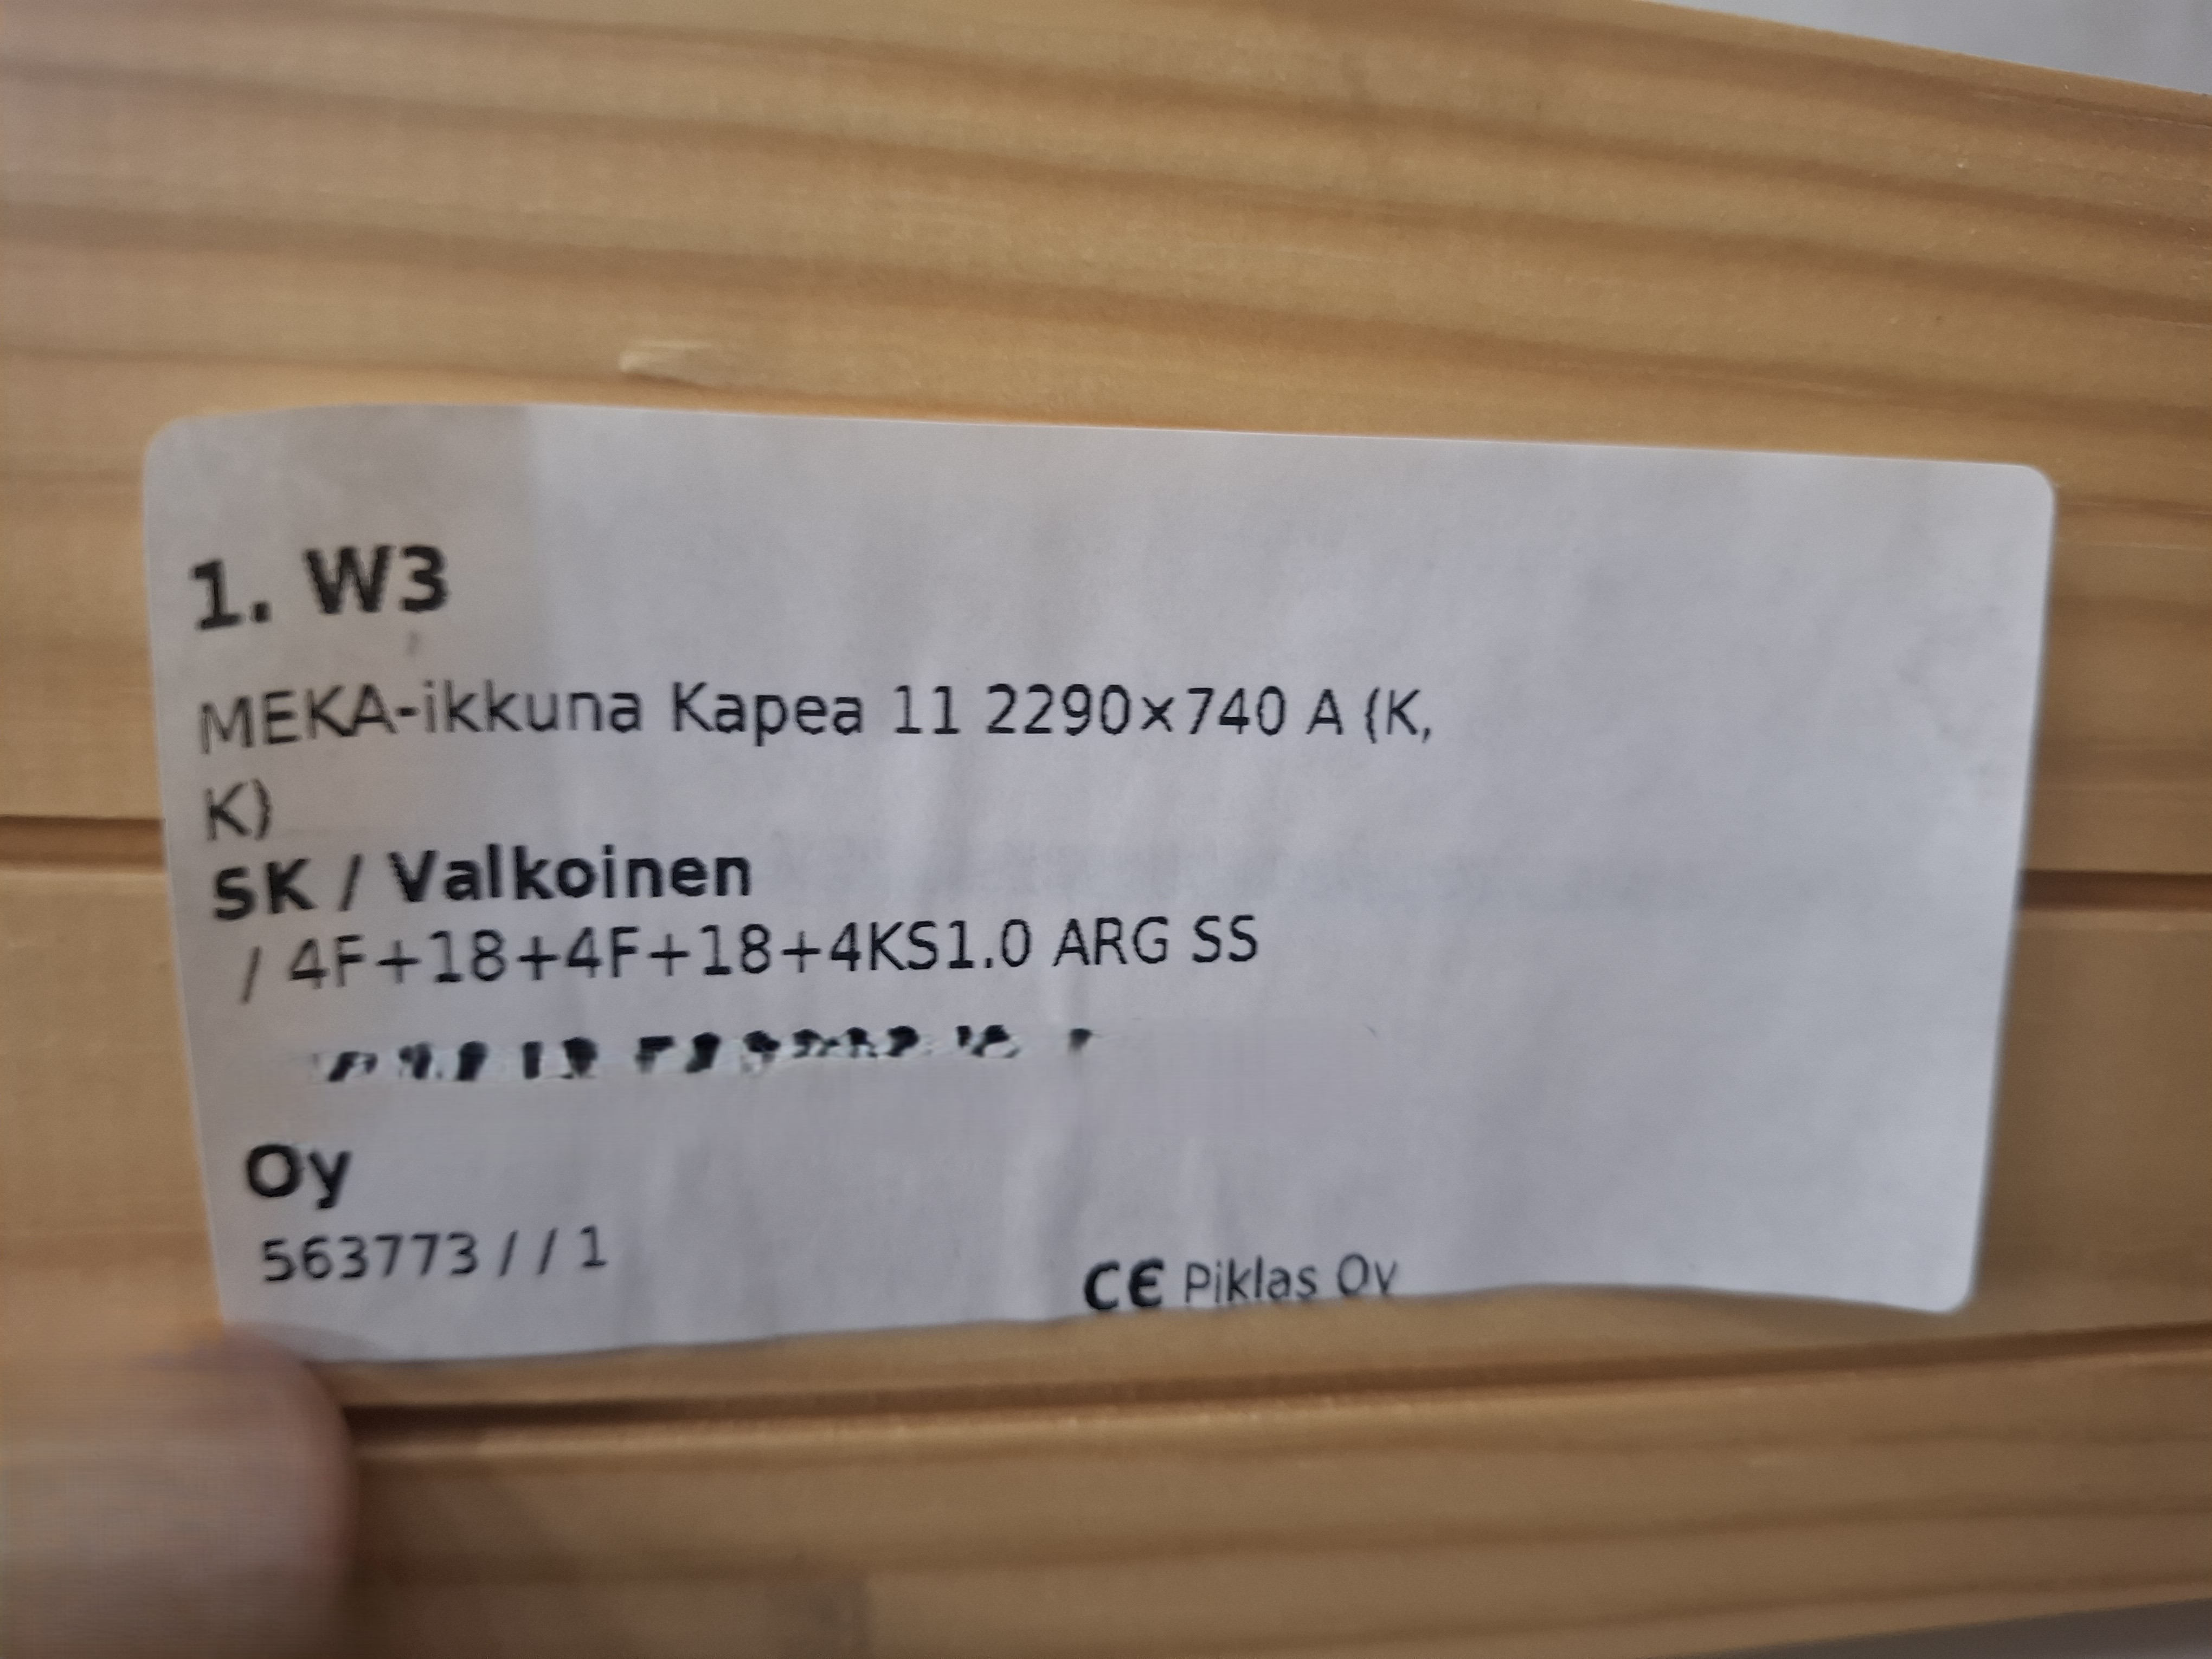 1. W3
MEKA-ikkuna Kapea 11 2290×740 A (K,
K)
SK / Valkoinen
/ 4F+18+4F+18+4KS1.0 ARG SS
Oy
563773 / / 1
CE Piklas Oy